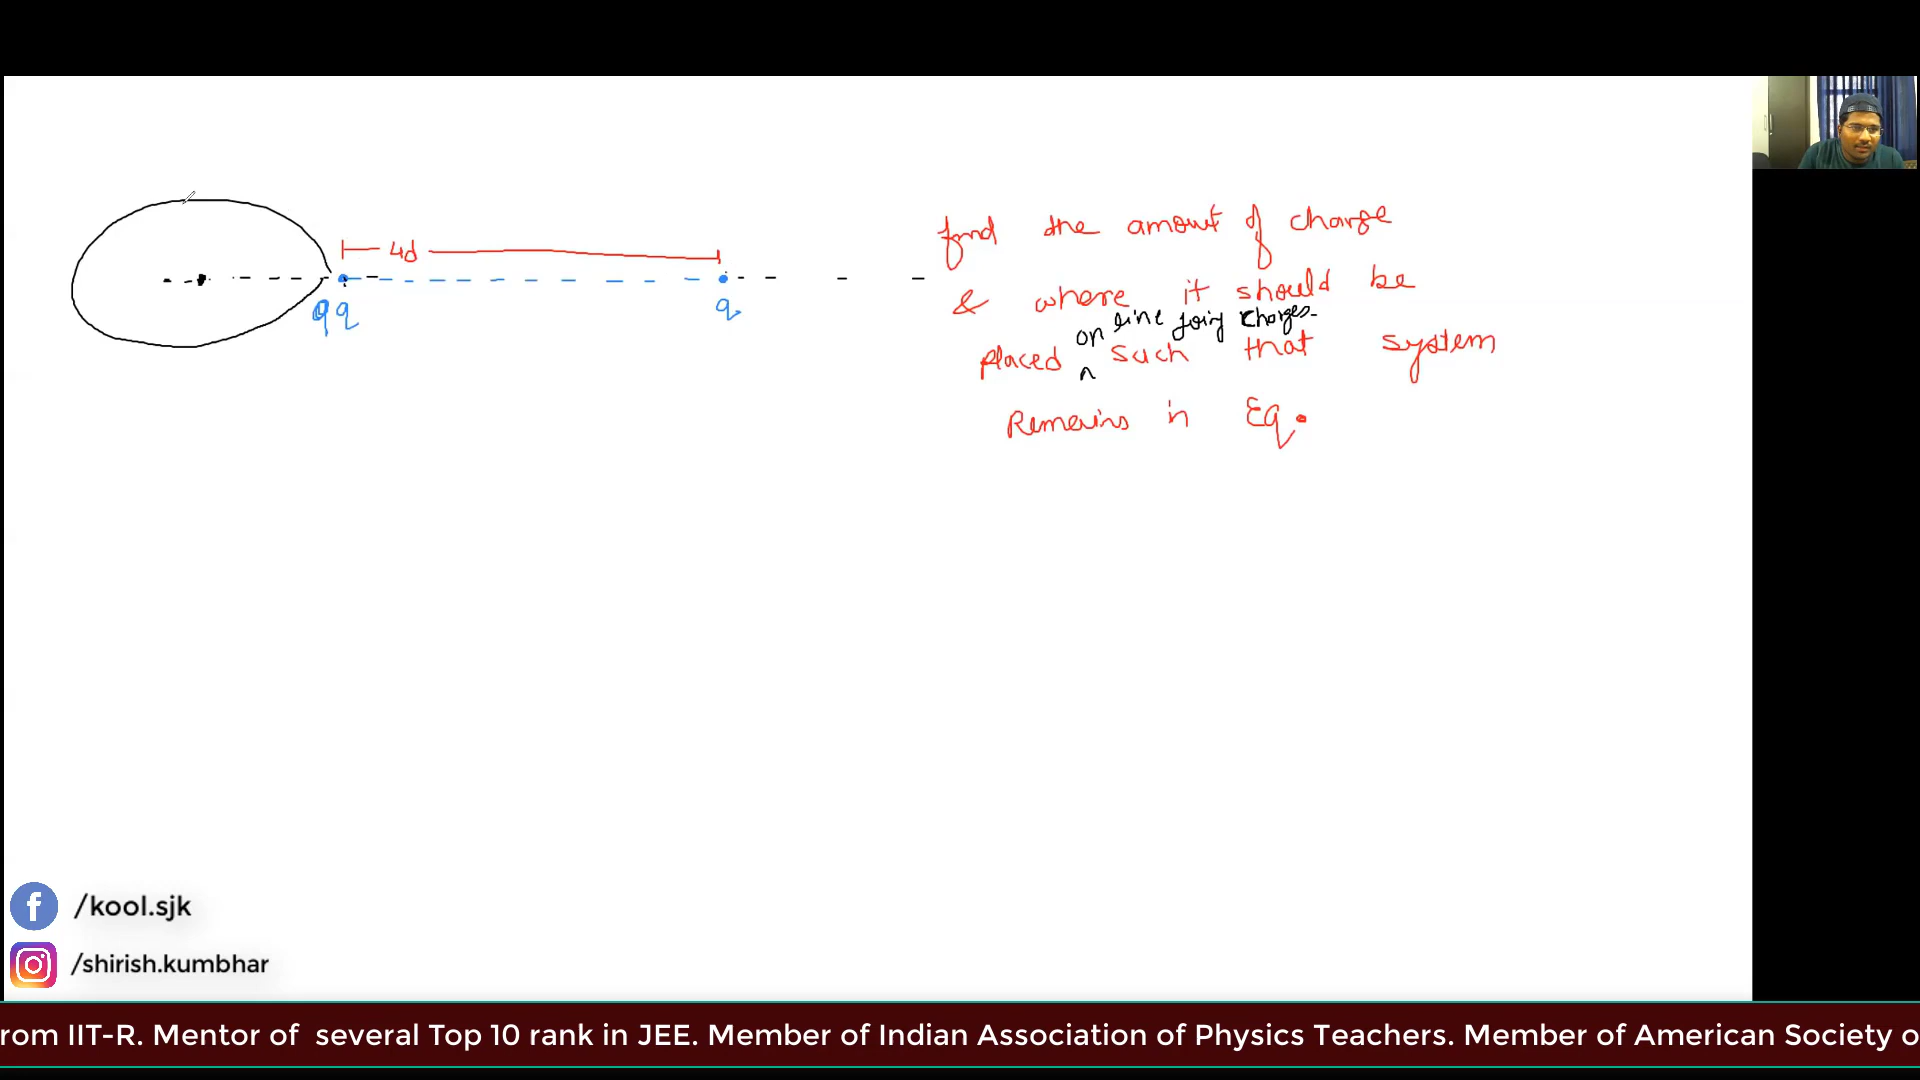 4d
q q
q
find the amount of charge
& where it should be
on line joing charges.
placed ^ such that system
Remains in Eq.
/kool.sjk
/shirish.kumbhar
rom IIT-R. Mentor of several Top 10 rank in JEE. Member of Indian Association of Physics Teachers. Member of American Society o